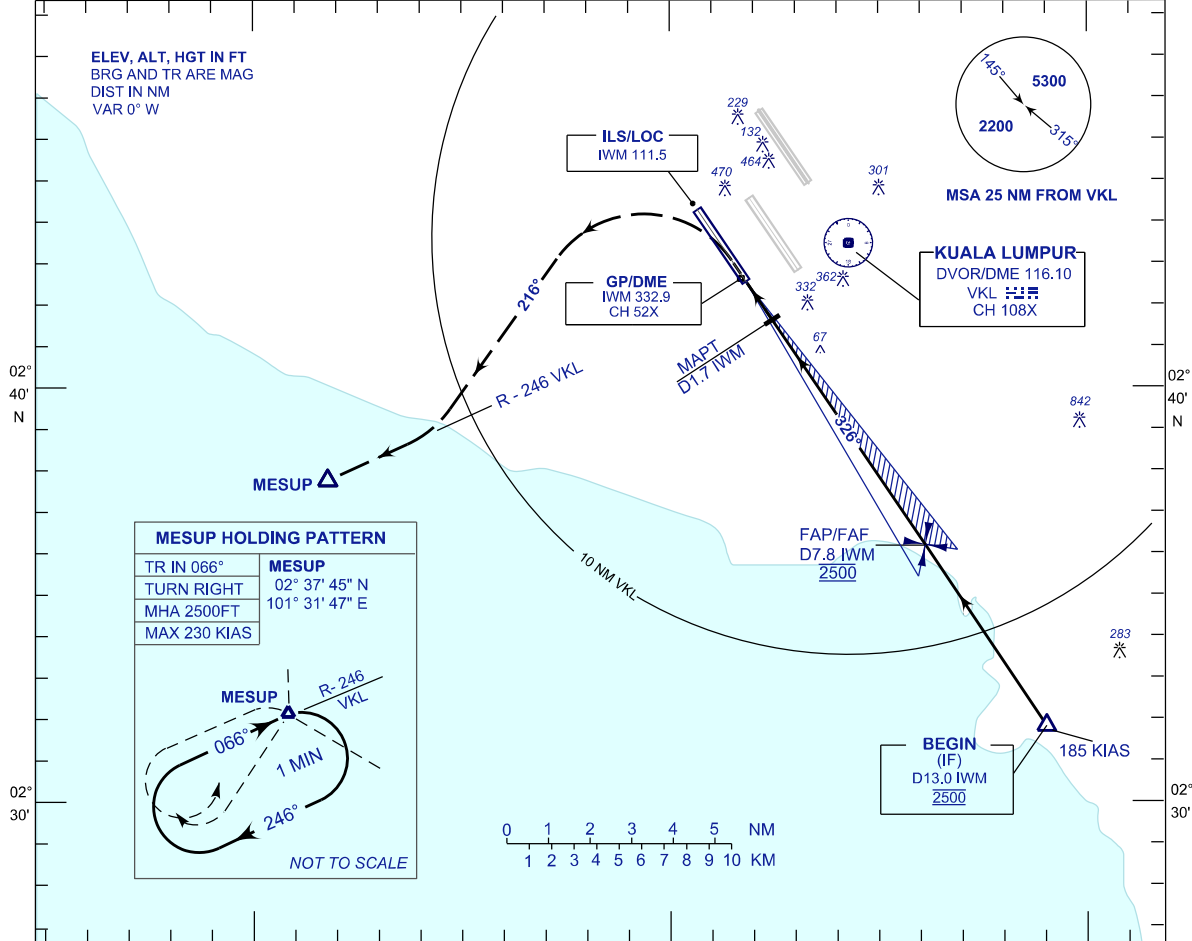 ELEV, ALT, HGT IN FT
BRG AND TR ARE MAG
DIST IN NM
VAR 0° W
145°
5300
2200
315°
MSA 25 NM FROM VKL
229
132
464
470
301
ILS/LOC
IWM 111.5
KUALA LUMPUR
DVOR/DME 116.10
VKL
CH 108X
362
332
67
GP/DME
IWM 332.9
CH 52X
216°
MAPT
D1.7 IWM
R - 246 VKL
02°
40'
N
02°
40'
N
842
326°
MESUP
FAP/FAF
D7.8 IWM
2500
10 NM VKL
283
MESUP HOLDING PATTERN
TR IN 066°
TURN RIGHT
MHA 2500FT
MAX 230 KIAS
MESUP
02° 37' 45" N
101° 31' 47" E
MESUP
R- 246
VKL
066°
1 MIN
246°
NOT TO SCALE
BEGIN
(IF)
D13.0 IWM
2500
185 KIAS
02°
30'
02°
30'
0 1 2 3 4 5 NM
1 2 3 4 5 6 7 8 9 10 KM